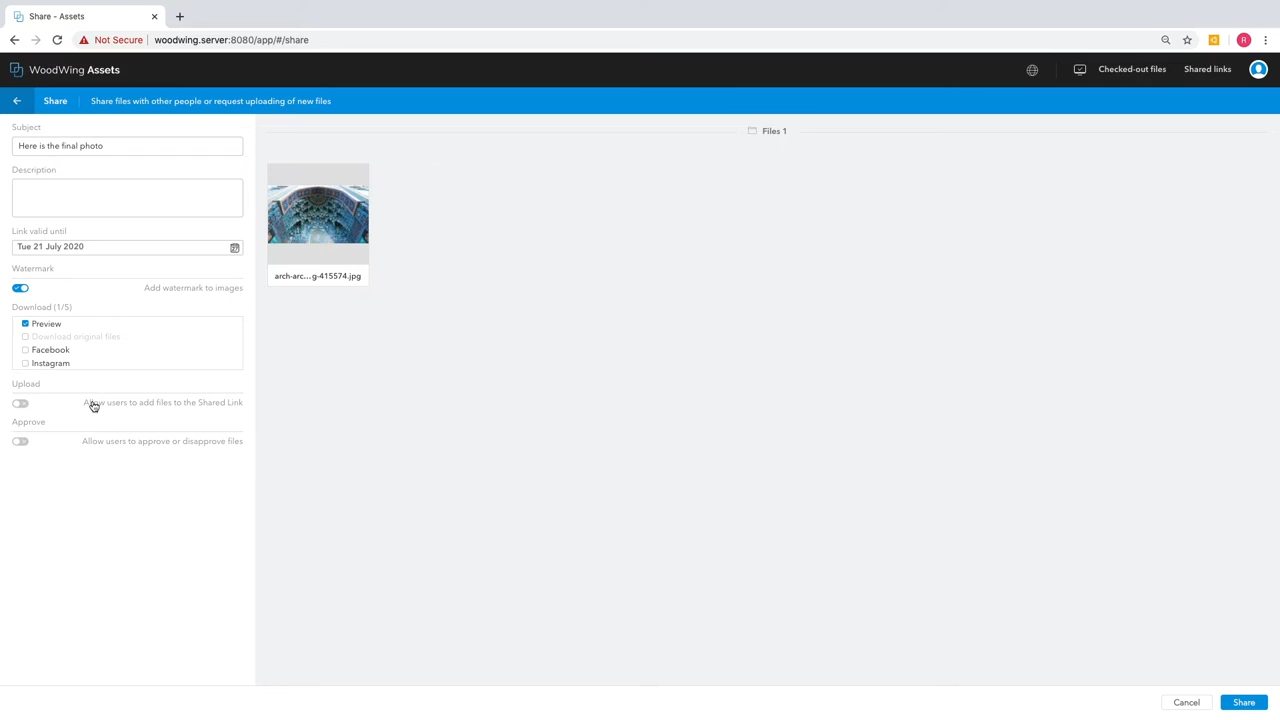 Share - Assets
Not Secure woodwing.server:8080/app/#/share
R
WoodWing Assets
Checked-out files
Shared links
Share
Share files with other people or request uploading of new files
Subject
Here is the final photo
Description
Link valid until
Tue 21 July 2020
Watermark
Add watermark to images
Download (1/5)
Preview
Download original files
Facebook
Instagram
Upload
Allow users to add files to the Shared Link
Approve
Allow users to approve or disapprove files
Files 1
arch-arc...g-415574.jpg
Cancel
Share